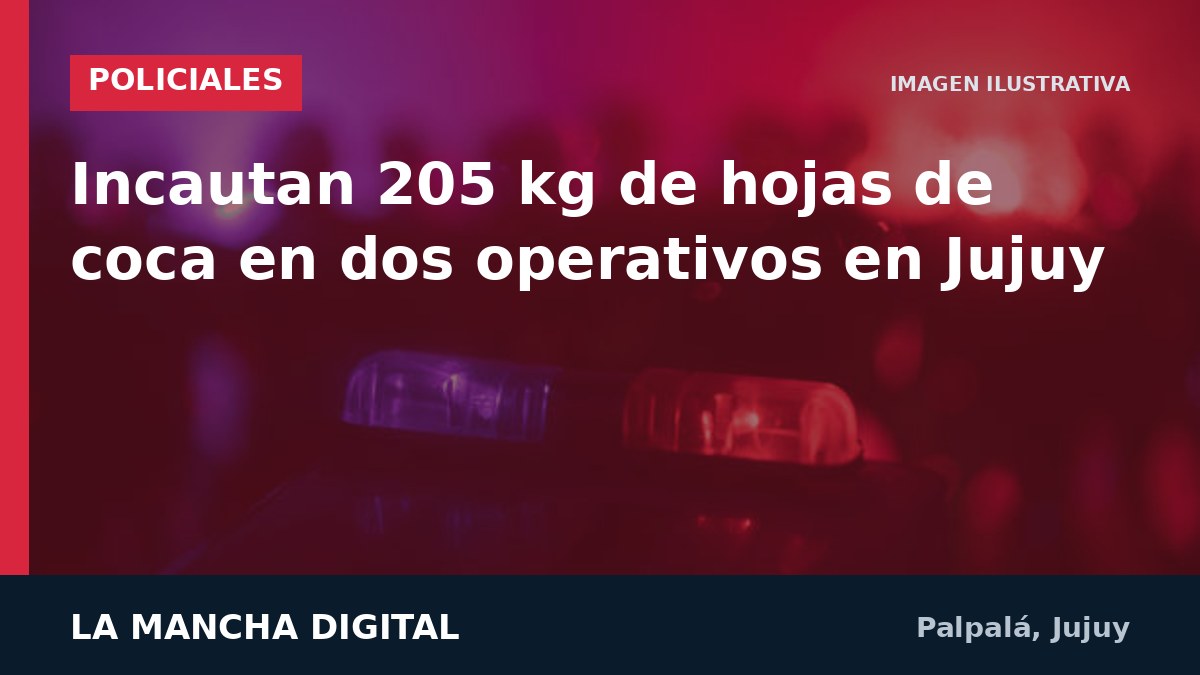 POLICIALES
IMAGEN ILUSTRATIVA
Incautan 205 kg de hojas de
coca en dos operativos en Jujuy
LA MANCHA DIGITAL
Palpalá, Jujuy